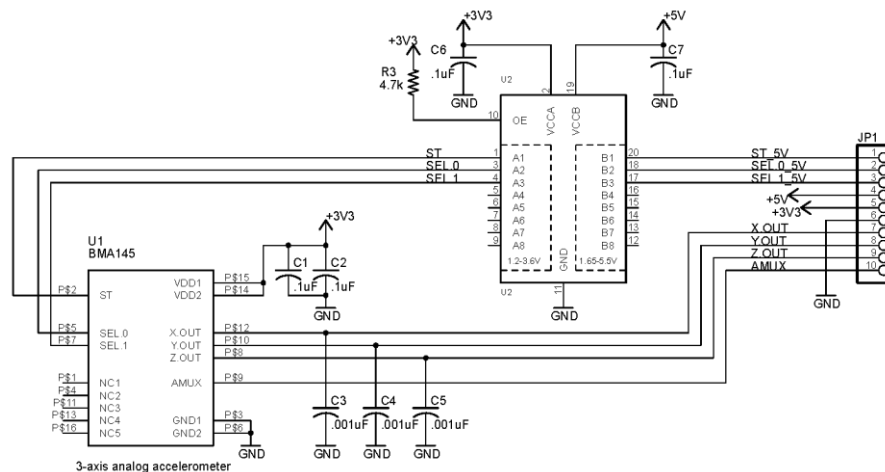 +3V3
+5V
+3V3
C6
C7
R3
4.7k
.1uF
.1uF
U2
GND
GND
2
19
10
OE
VCCA
VCCB
JP1
ST
1
A1
B1
20
ST_5V
1
SEL.0
3
A2
B2
18
SEL.0_5V
2
SEL.1
4
A3
B3
17
SEL.1_5V
3
5
A4
B4
16
+5V
4
6
A5
B5
15
+3V3
5
7
A6
B6
14
6
8
A7
B7
13
X.OUT
7
9
A8
B8
12
Y.OUT
8
Z.OUT
9
AMUX
10
GND
1.2-3.6V
1.65-5.5V
U2
11
GND
GND
+3V3
U1
BMA145
C1
C2
.1uF
.1uF
GND
P$2
ST
VDD1
P$15
VDD2
P$14
P$5
SEL.0
X.OUT
P$12
P$7
SEL.1
Y.OUT
P$10
Z.OUT
P$8
P$1
NC1
AMUX
P$9
P$4
NC2
P$11
NC3
P$13
NC4
GND1
P$3
P$16
NC5
GND2
P$6
C3
C4
C5
.001uF
.001uF
.001uF
GND
GND
GND
GND
3-axis analog accelerometer